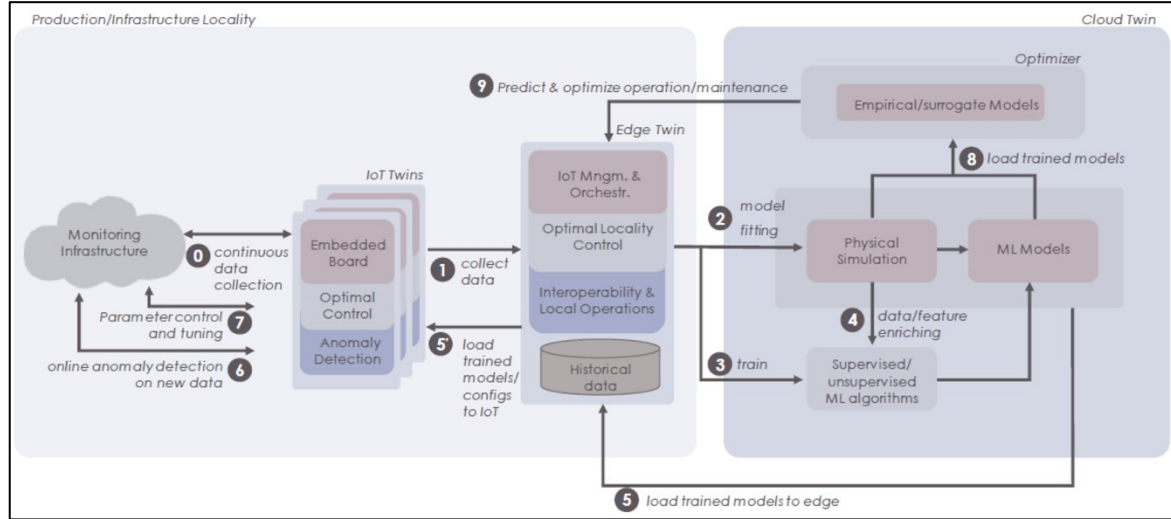 Production/Infrastructure Locality
Cloud Twin
Optimizer
9 Predict & optimize operation/maintenance
Empirical/surrogate Models
Edge Twin
IoT Twins
IoT Mngm. &
Orchestr.
8 load trained models
Monitoring
Infrastructure
0 continuous
data
collection
Embedded
Board
Optimal
Control
Anomaly
Detection
1 collect
data
Optimal Locality
Control
Interoperability &
Local Operations
Historical
data
2 model
fitting
Physical
Simulation
ML Models
7 Parameter control
and tuning
6 online anomaly detection
on new data
5' load
trained
models/
configs
to IoT
4 data/feature
enriching
3 train
Supervised/
unsupervised
ML algorithms
5 load trained models to edge